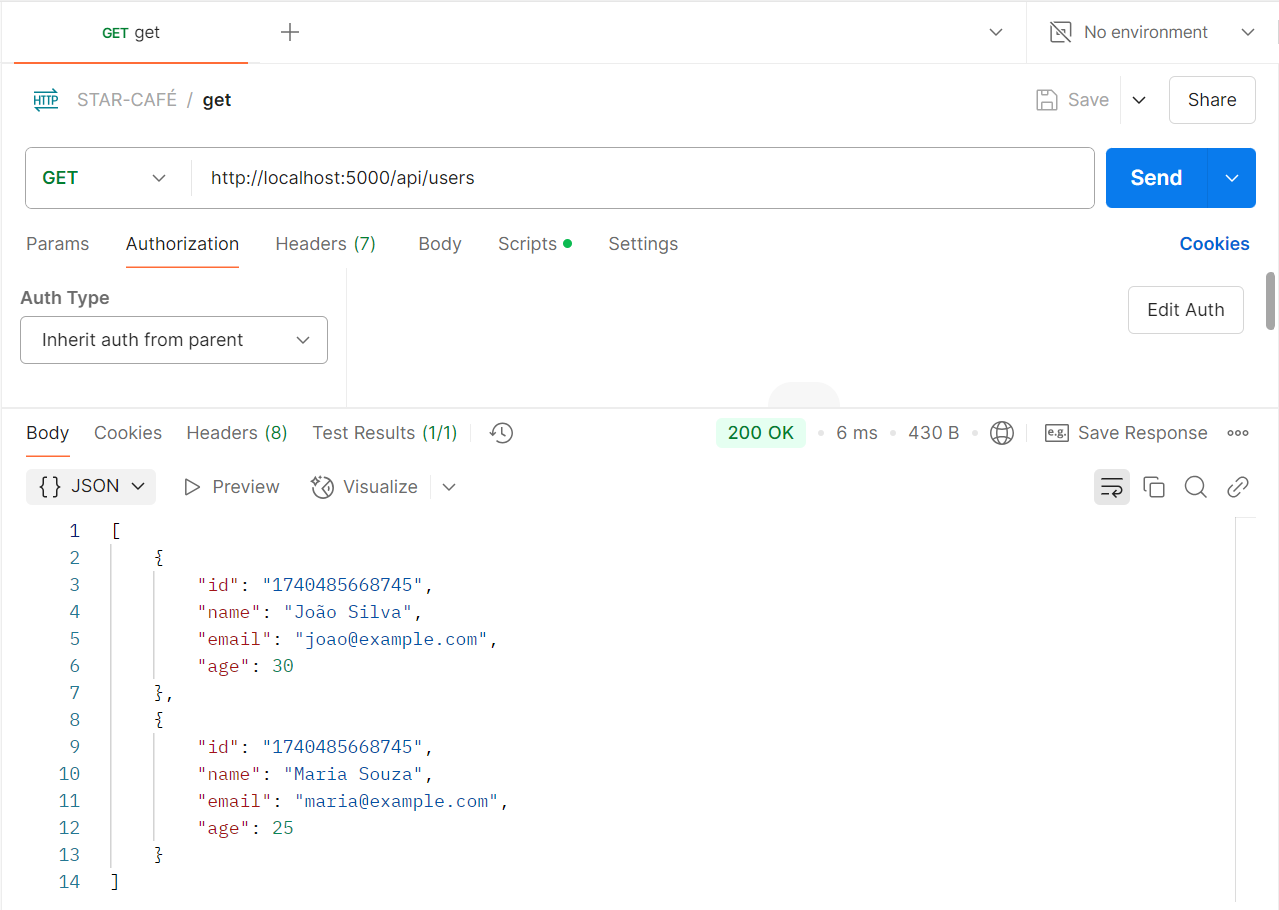 GET get
No environment
HTTP STAR-CAFÉ / get
Save
Share
GET
http://localhost:5000/api/users
Send
Params Authorization Headers (7) Body Scripts Settings Cookies
Auth Type
Edit Auth
Inherit auth from parent
Body Cookies Headers (8) Test Results (1/1) 200 OK 6 ms 430 B e.g. Save Response
{} JSON Preview Visualize
1 [
2 {
3 "id": "1740485668745",
4 "name": "João Silva",
5 "email": "joao@example.com",
6 "age": 30
7 },
8 {
9 "id": "1740485668745",
10 "name": "Maria Souza",
11 "email": "maria@example.com",
12 "age": 25
13 }
14 ]